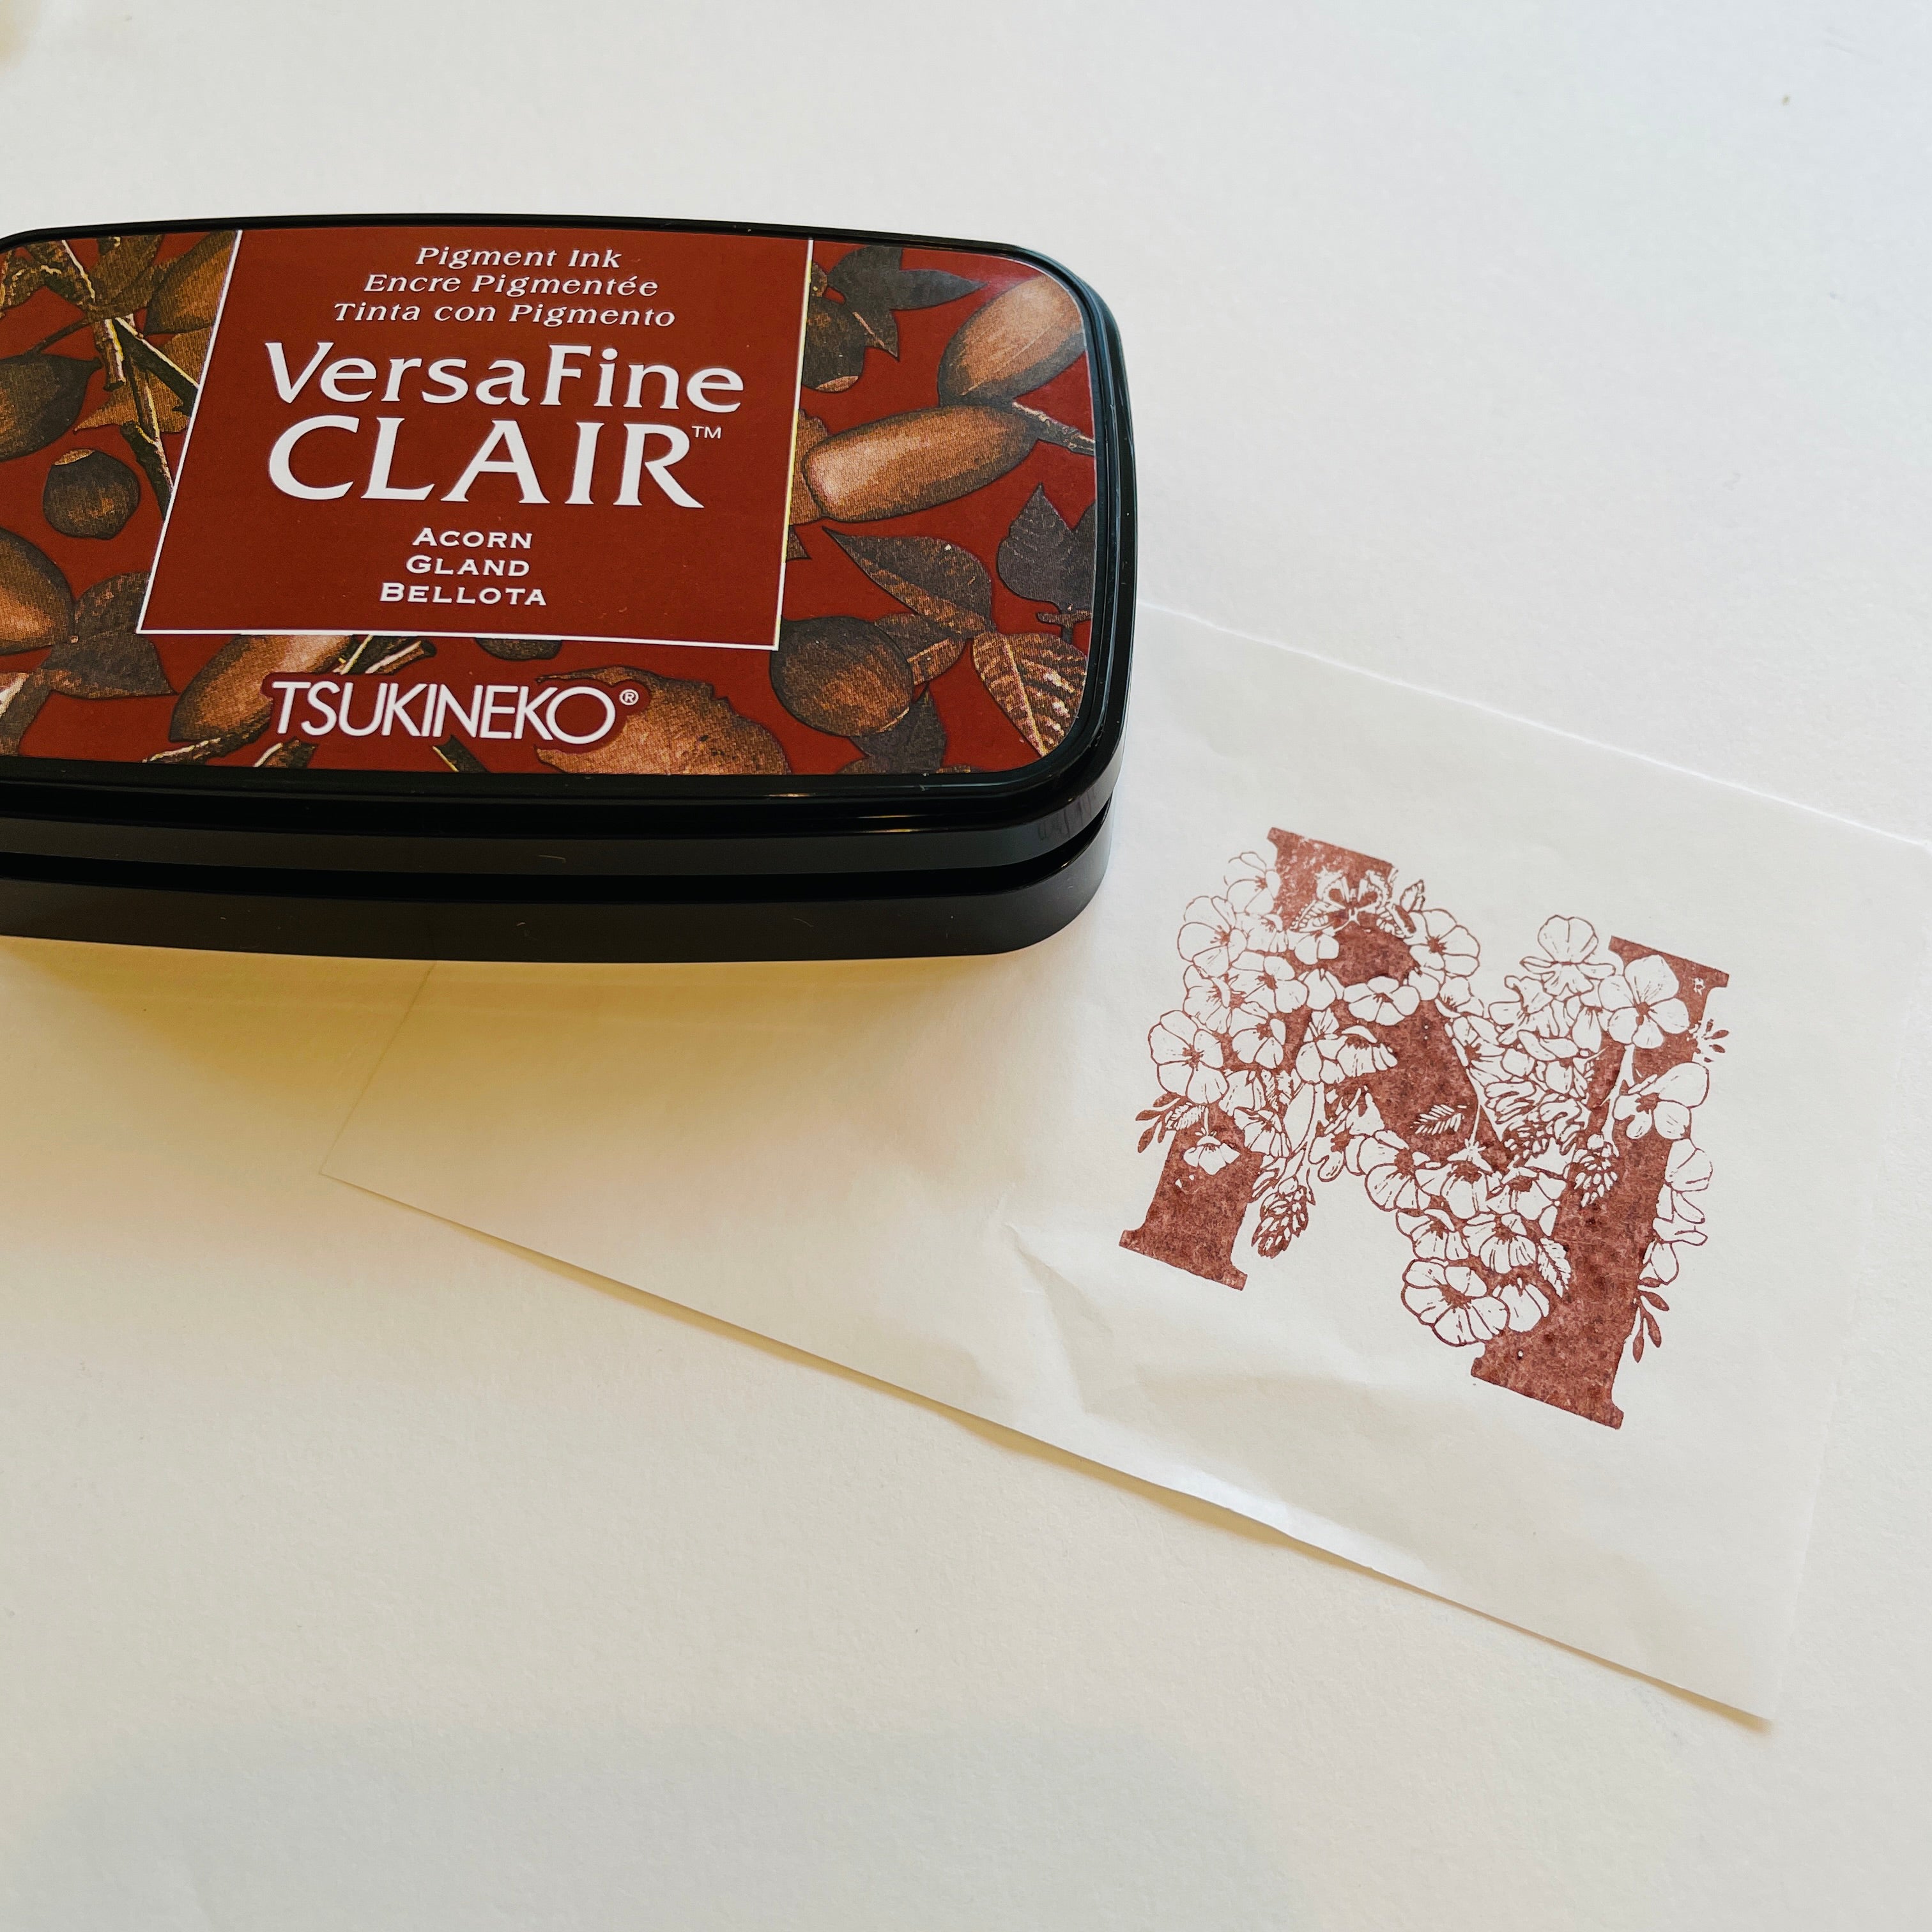 Pigment Ink
Encre Pigmentée
Tinta con Pigmento
VersaFine
CLAIR™
ACORN
GLAND
BELLOTA
TSUKINEKO®
N